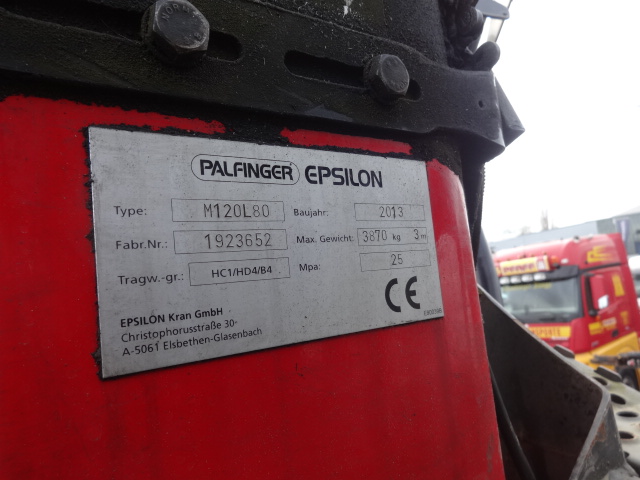 PALFINGER EPSILON
Type: M120L80 Baujahr: 2013
Fabr.Nr.: 1923652 Max. Gewicht: 3870 kg 3 m
Tragw.-gr.: HC1/HD4/B4 Mpa: 25
CE
EPSILON Kran GmbH
Christophorusstraße 30
A-5061 Elsbethen-Glasenbach